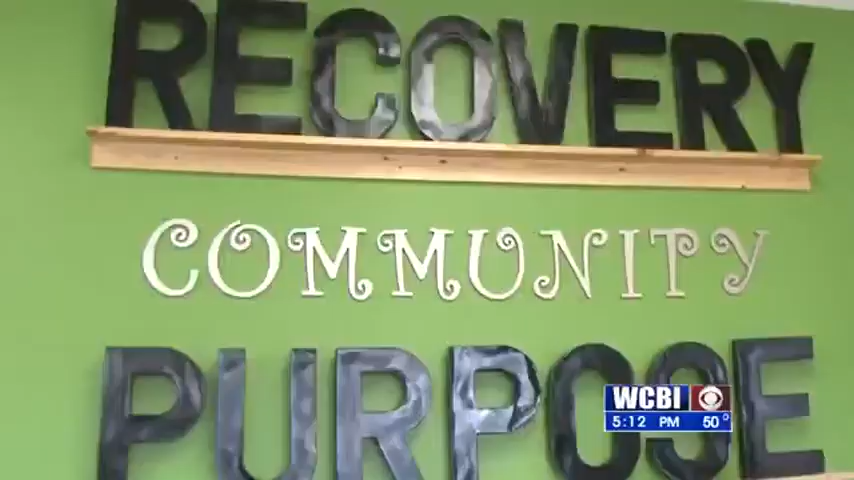 RECOVERY
COMMUNITY
PURPOSE
WCBI
5:12 PM 50°